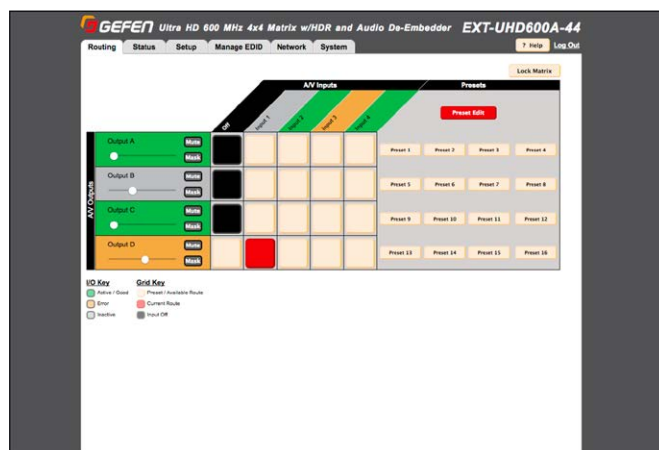 GEFEN Ultra HD 600 MHz 4x4 Matrix w/HDR and Audio De-Embedder EXT-UHD600A-44
Routing Status Setup Manage EDID Network System ? Help Log Out
Lock Matrix
A/V Inputs Presets
Off Input 1 Input 2 Input 3 Input 4
Preset Edit
A/V Outputs
Output A Mute
Mask
Preset 1 Preset 2 Preset 3 Preset 4
Output B Mute
Mask
Preset 5 Preset 6 Preset 7 Preset 8
Output C Mute
Mask
Preset 9 Preset 10 Preset 11 Preset 12
Output D Mute
Mask
Preset 13 Preset 14 Preset 15 Preset 16
I/O Key Grid Key
Active / Good Preset / Available Route
Error Current Route
Inactive Input Off